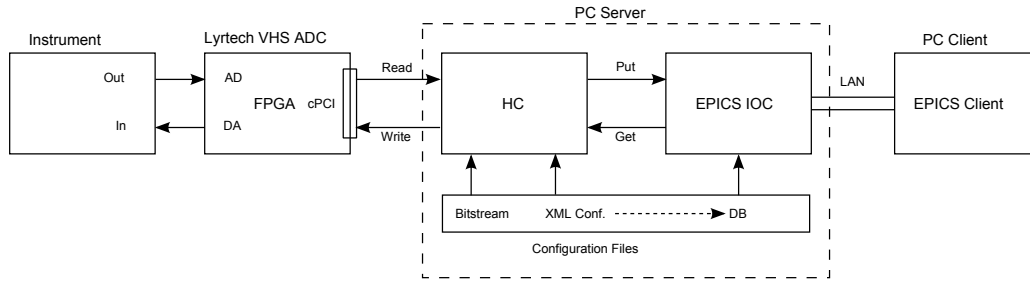 PC Server
Instrument
Lyrtech VHS ADC
PC Client
Out
AD
Read
Put
LAN
FPGA
cPCI
HC
EPICS IOC
EPICS Client
In
DA
Write
Get
Bitstream
XML Conf.
DB
Configuration Files